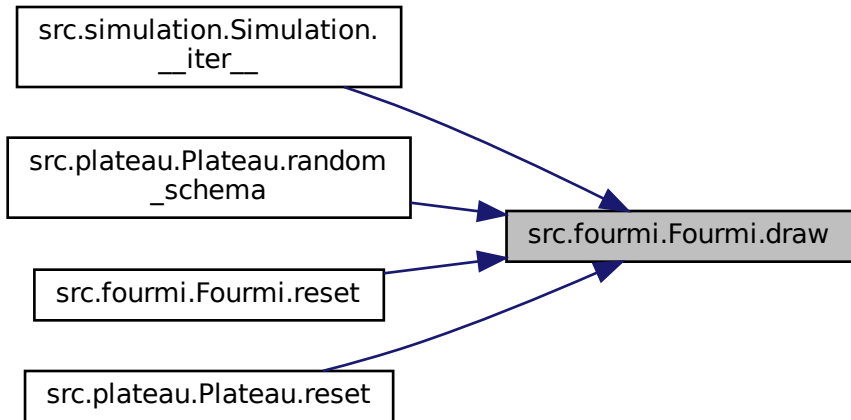 src.simulation.Simulation.
__iter__
src.plateau.Plateau.random
_schema
src.fourmi.Fourmi.draw
src.fourmi.Fourmi.reset
src.plateau.Plateau.reset